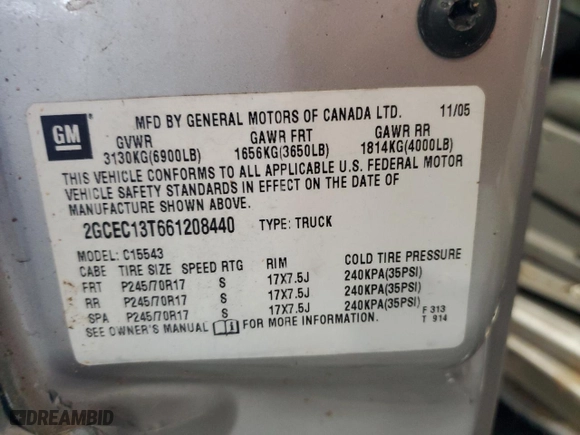 GM
MFD BY GENERAL MOTORS OF CANADA LTD. 11/05
GVWR GAWR FRT GAWR RR
3130KG(6900LB) 1656KG(3650LB) 1814KG(4000LB)
THIS VEHICLE CONFORMS TO ALL APPLICABLE U.S. FEDERAL MOTOR
VEHICLE SAFETY STANDARDS IN EFFECT ON THE DATE OF
MANUFACTURE SHOWN ABOVE.
2GCEC13T661208440 TYPE: TRUCK
MODEL: C15543
CABE TIRE SIZE SPEED RTG RIM COLD TIRE PRESSURE
FRT P245/70R17 S 17X7.5J 240KPA(35PSI)
RR P245/70R17 S 17X7.5J 240KPA(35PSI)
SPA P245/70R17 S 17X7.5J 240KPA(35PSI)
SEE OWNER'S MANUAL FOR MORE INFORMATION. F 313
T 914
DREAMBID